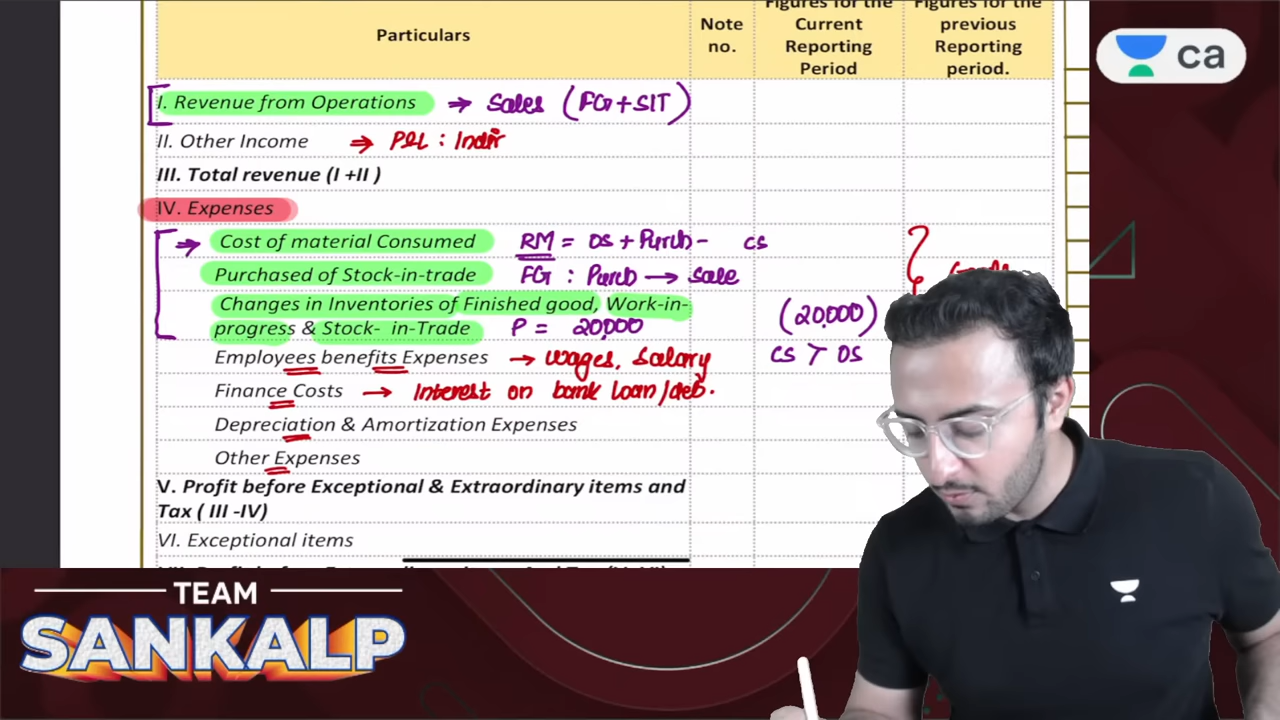 Figures for the
Figures for the
Particulars
Note
no.
Current
Reporting
Period
previous
Reporting
period.
ca
I. Revenue from Operations → Sales (FG+SIT)
II. Other Income ⇒ P&L : Indir
III. Total revenue (I +II )
IV. Expenses
Cost of material Consumed RM = OS + Purch- CS
Purchased of Stock-in-trade FG : Purch → Sale
Changes in Inventories of Finished good, Work-in-
progress & Stock- in-Trade P = 20,000 (20,000)
Employees benefits Expenses → wages, Salary CS > OS
Finance Costs → Interest on bank loan/deb.
Depreciation & Amortization Expenses
Other Expenses
V. Profit before Exceptional & Extraordinary items and
Tax ( III -IV)
VI. Exceptional items
TEAM
SANKALP